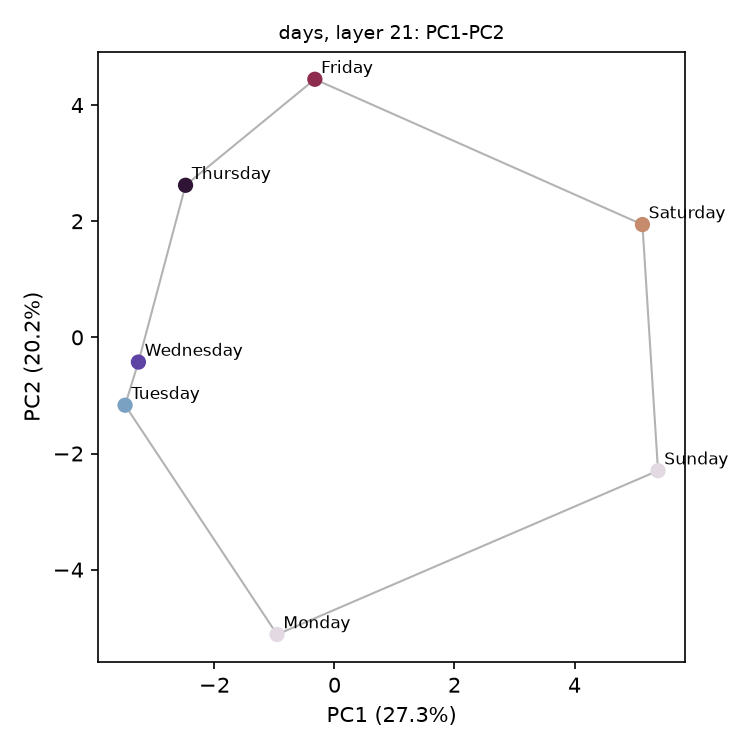 days, layer 21: PC1-PC2
Friday
4
Thursday
Saturday
2
0
Wednesday
Tuesday
−2
Sunday
−4
Monday
−2
0
2
4
PC1 (27.3%)
PC2 (20.2%)